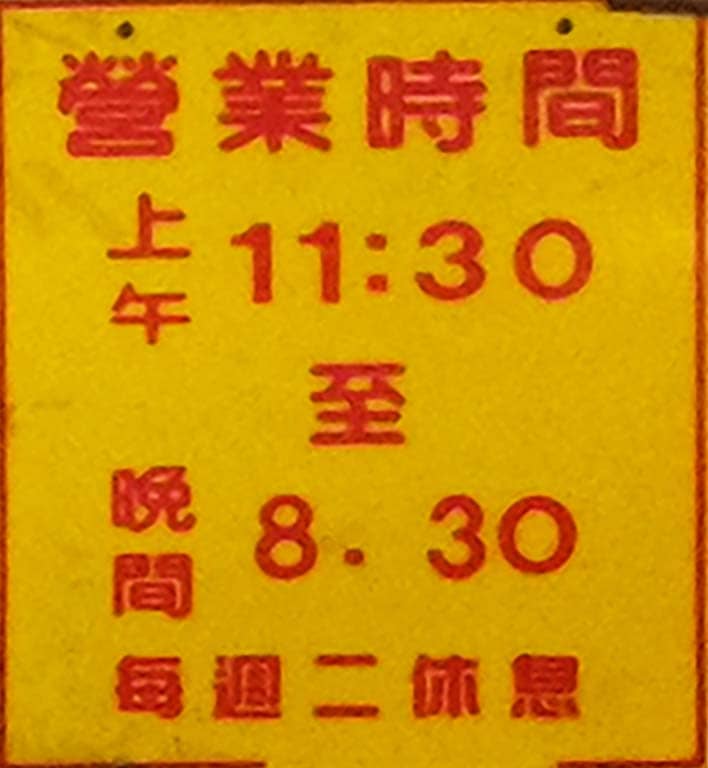 營業時間
上午 11:30
至
晚間 8.30
每週二休息